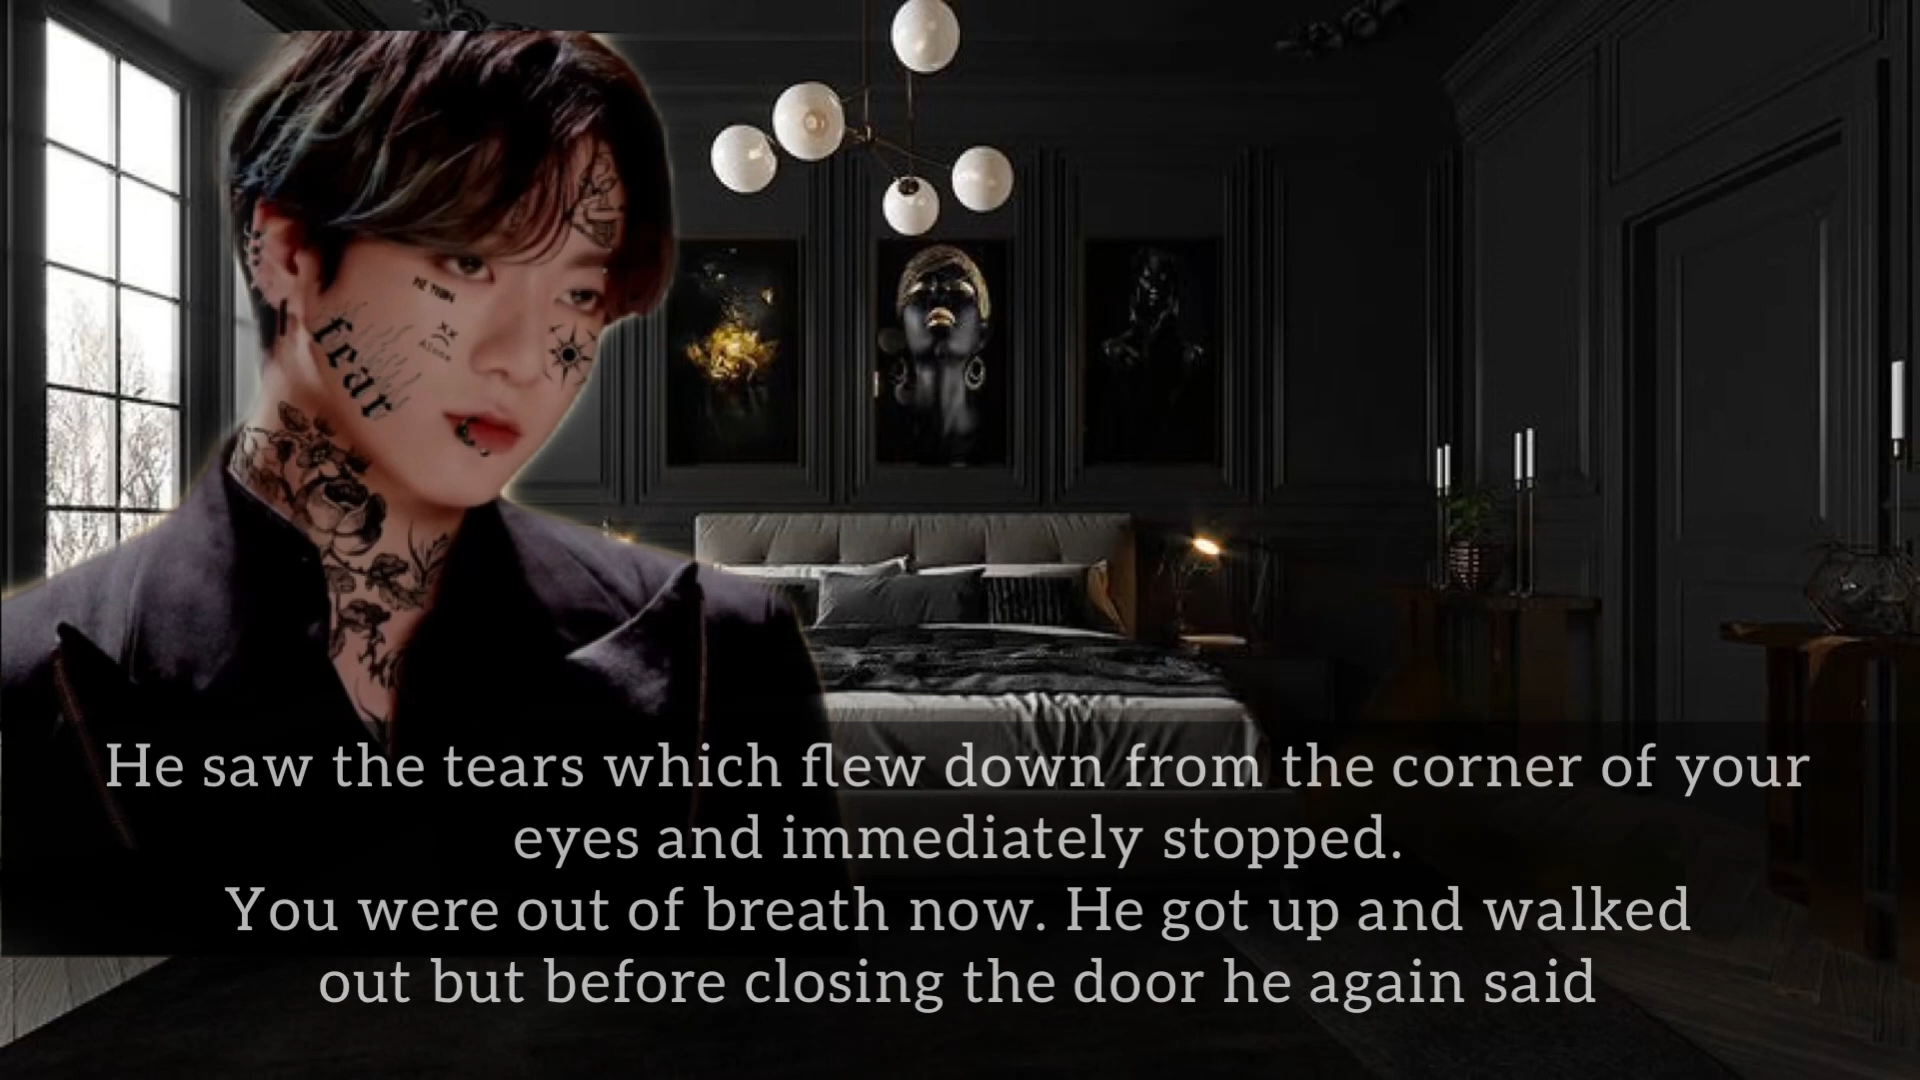 fear
Alone
He saw the tears which flew down from the corner of your
eyes and immediately stopped.
You were out of breath now. He got up and walked
out but before closing the door he again said